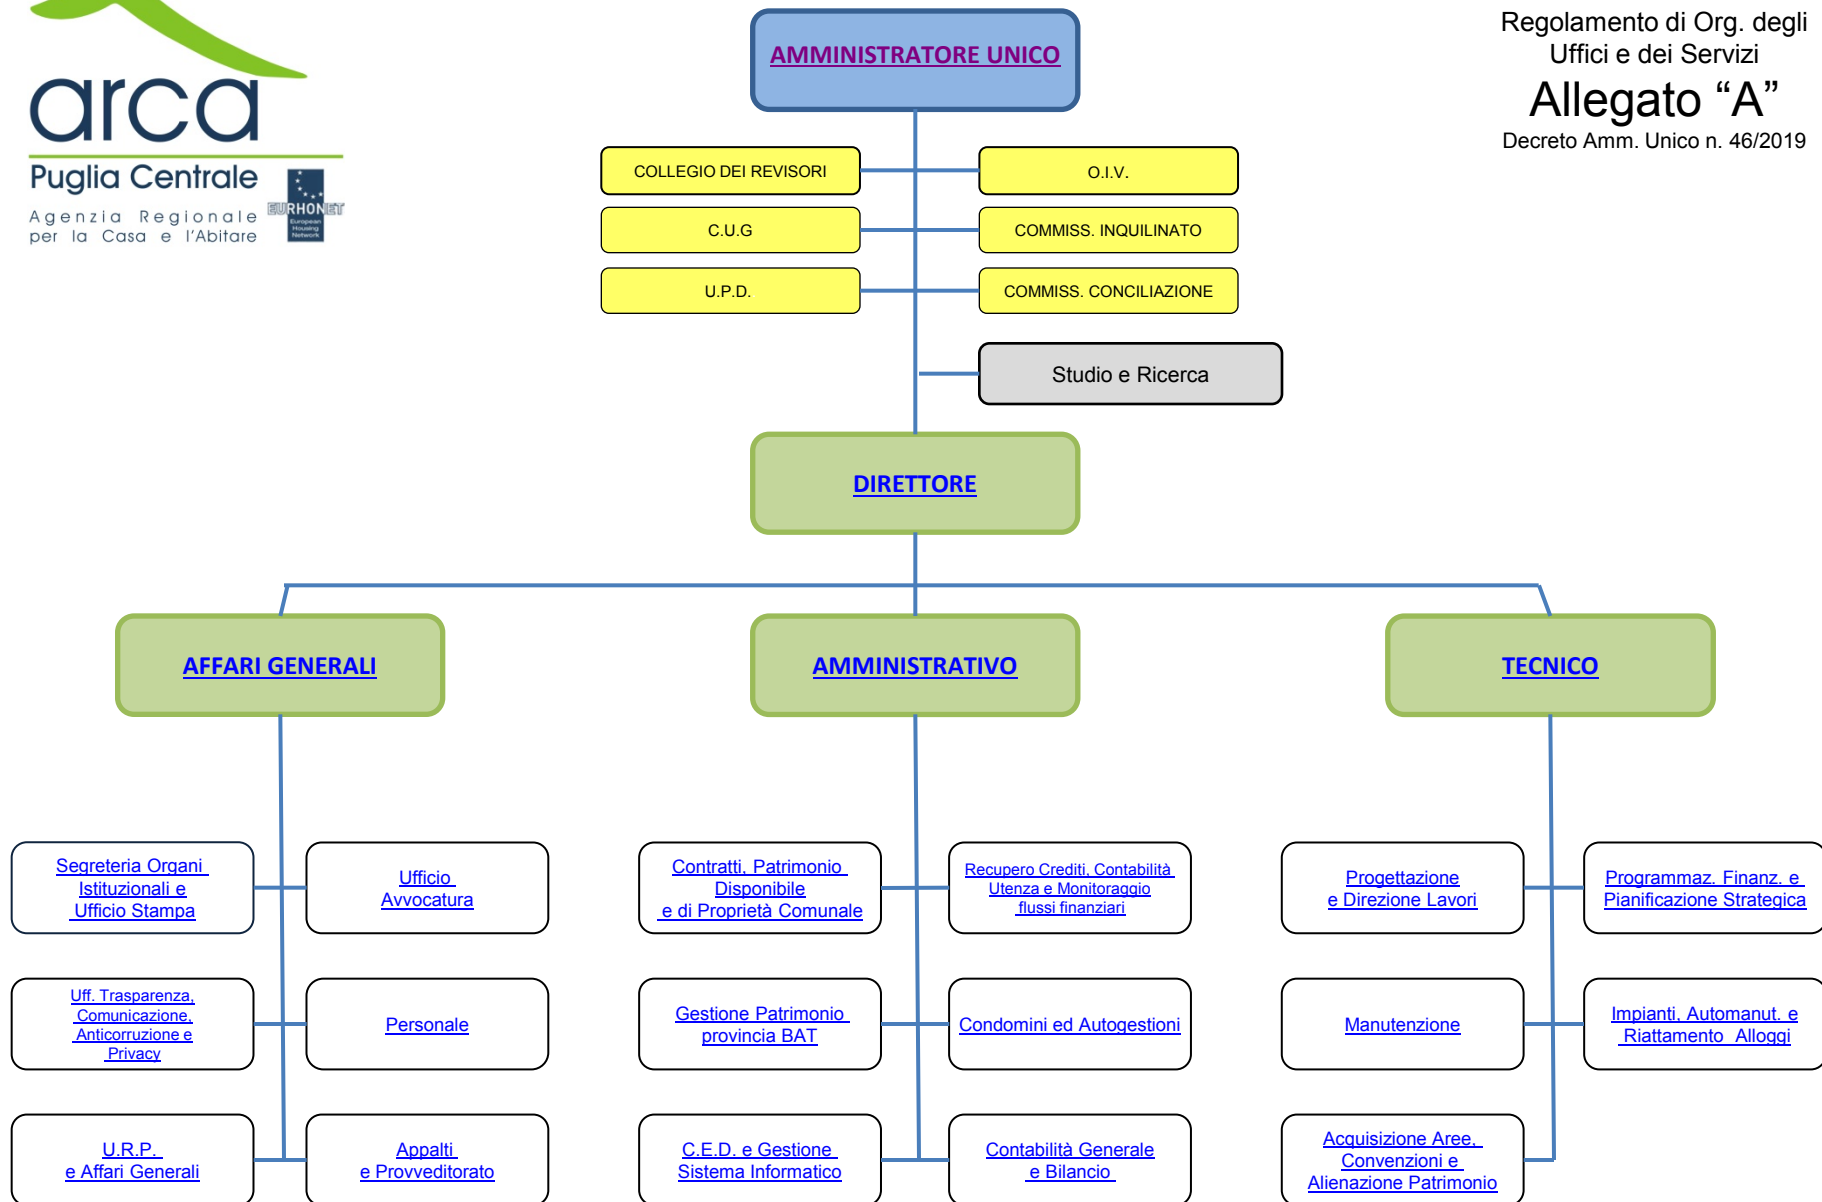 arca
Puglia Centrale
Agenzia Regionale
per la Casa e l'Abitare
EURHONET
European
Housing
Network
Regolamento di Org. degli
Uffici e dei Servizi
Allegato “A”
Decreto Amm. Unico n. 46/2019
AMMINISTRATORE UNICO
COLLEGIO DEI REVISORI
O.I.V.
C.U.G
COMMISS. INQUILINATO
U.P.D.
COMMISS. CONCILIAZIONE
Studio e Ricerca
DIRETTORE
AFFARI GENERALI
AMMINISTRATIVO
TECNICO
Segreteria Organi
Istituzionali e
Ufficio Stampa
Ufficio
Avvocatura
Contratti, Patrimonio
Disponibile
e di Proprietà Comunale
Recupero Crediti, Contabilità
Utenza e Monitoraggio
flussi finanziari
Progettazione
e Direzione Lavori
Programmaz. Finanz. e
Pianificazione Strategica
Uff. Trasparenza,
Comunicazione,
Anticorruzione e
Privacy
Personale
Gestione Patrimonio
provincia BAT
Condomini ed Autogestioni
Manutenzione
Impianti, Automanut. e
Riattamento Alloggi
U.R.P.
e Affari Generali
Appalti
e Provveditorato
C.E.D. e Gestione
Sistema Informatico
Contabilità Generale
e Bilancio
Acquisizione Aree,
Convenzioni e
Alienazione Patrimonio